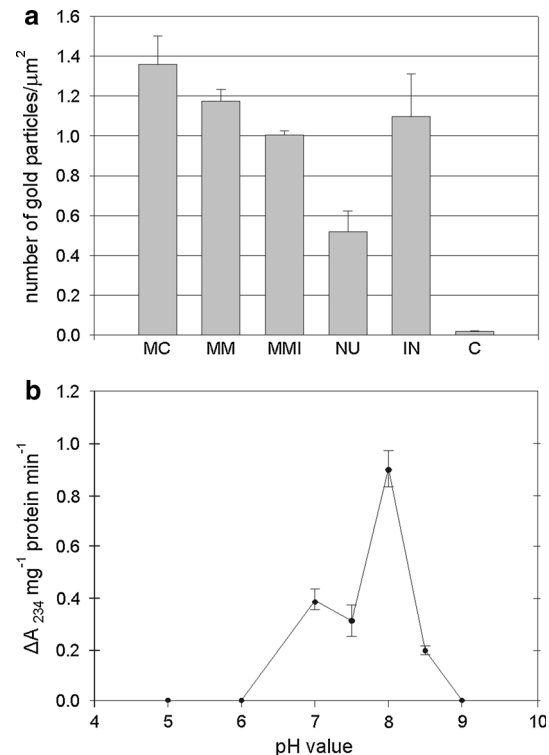 a
number of gold particles/μm²
1.6
1.4
1.2
1.0
0.8
0.6
0.4
0.2
0.0
MC MM MMI NU IN C
b
ΔA 234 mg⁻¹ protein min⁻¹
1.2
1.0
0.8
0.6
0.4
0.2
0.0
4 5 6 7 8 9 10
pH value